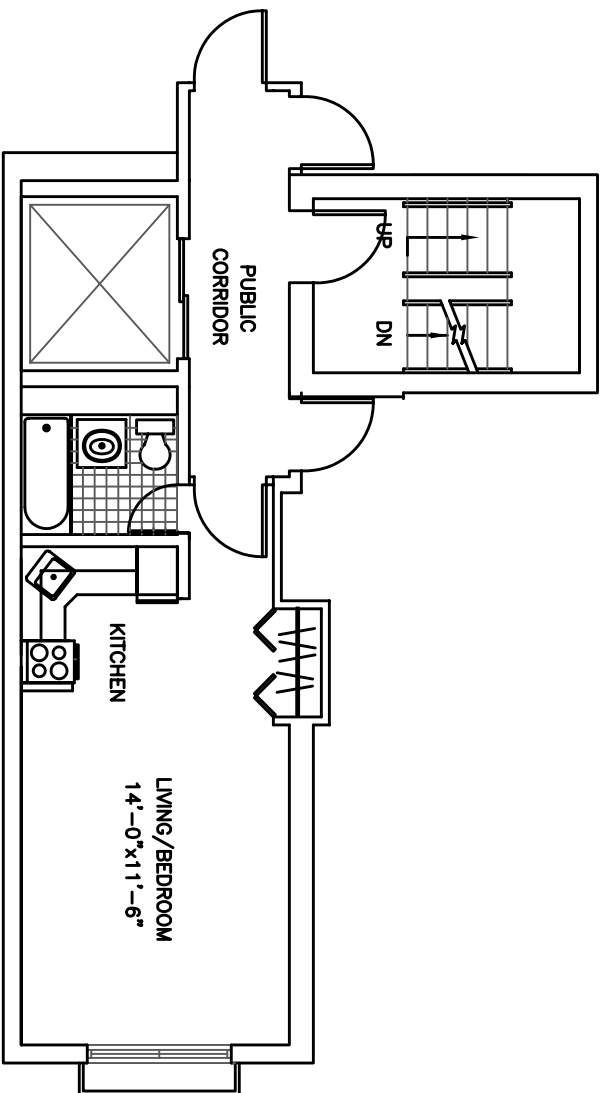 UP
DN
PUBLIC
CORRIDOR
KITCHEN
LIVING/BEDROOM
14'-0"x11'-6"